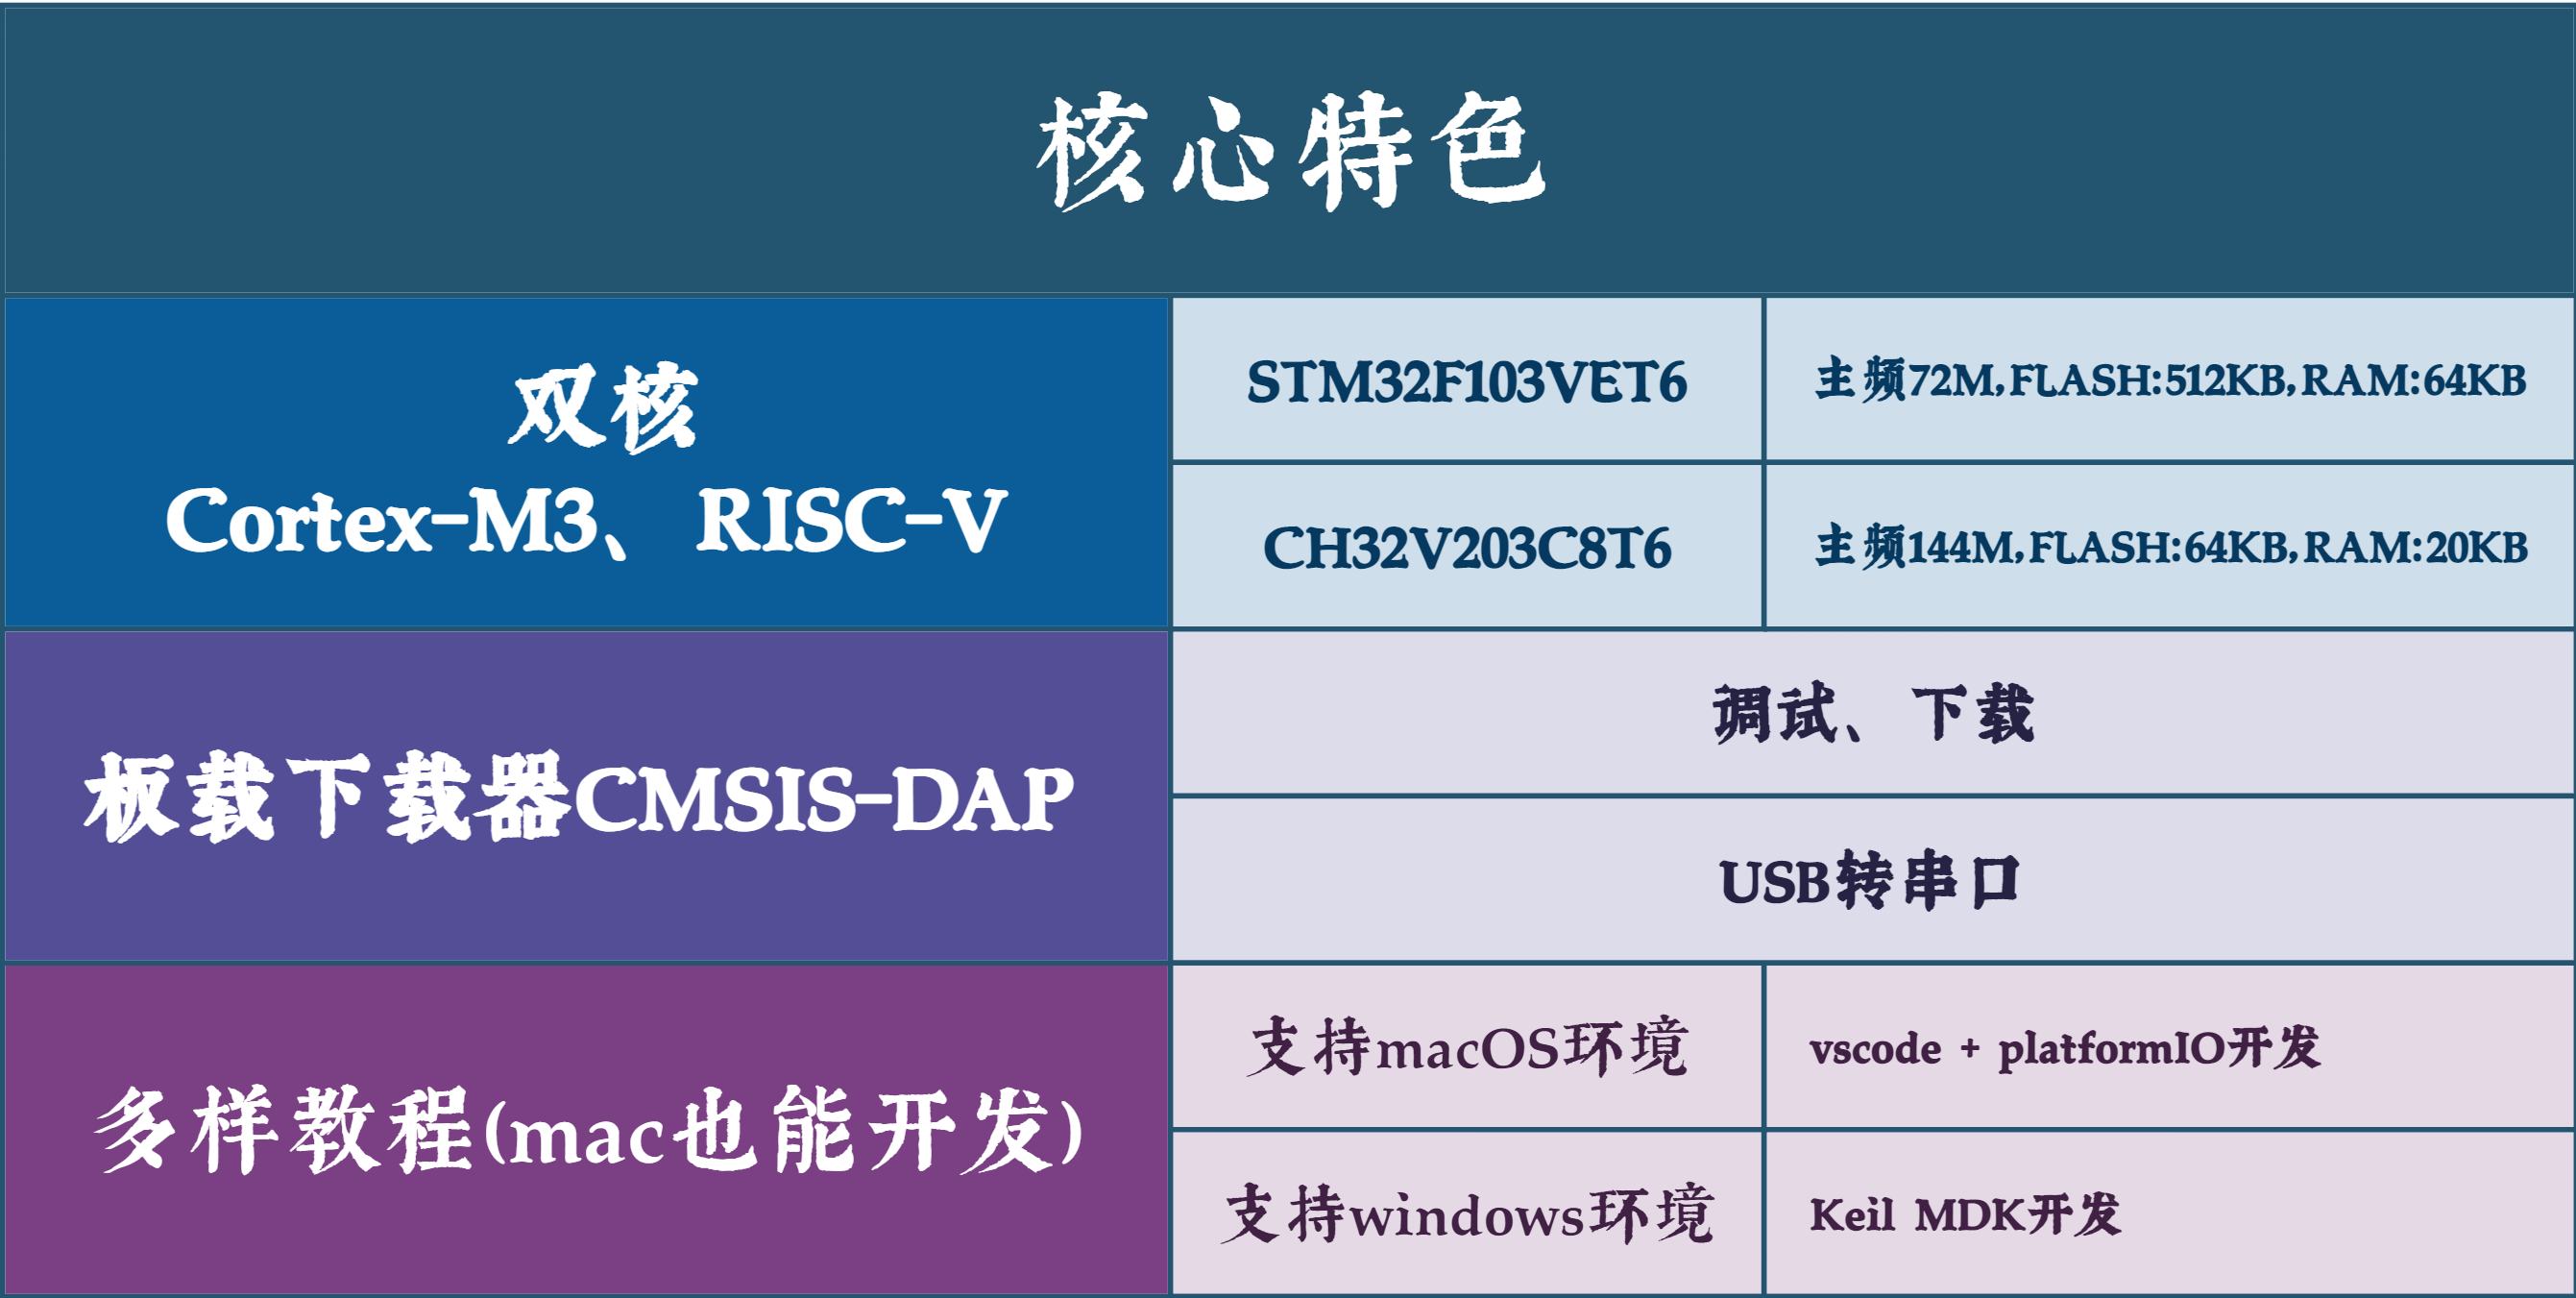 核心特色
双核
Cortex-M3、RISC-V
STM32F103VET6
主频72M,FLASH:512KB,RAM:64KB
CH32V203C8T6
主频144M,FLASH:64KB,RAM:20KB
板载下载器CMSIS-DAP
调试、下载
USB转串口
多样教程(mac也能开发)
支持macOS环境
vscode + platformIO开发
支持windows环境
Keil MDK开发